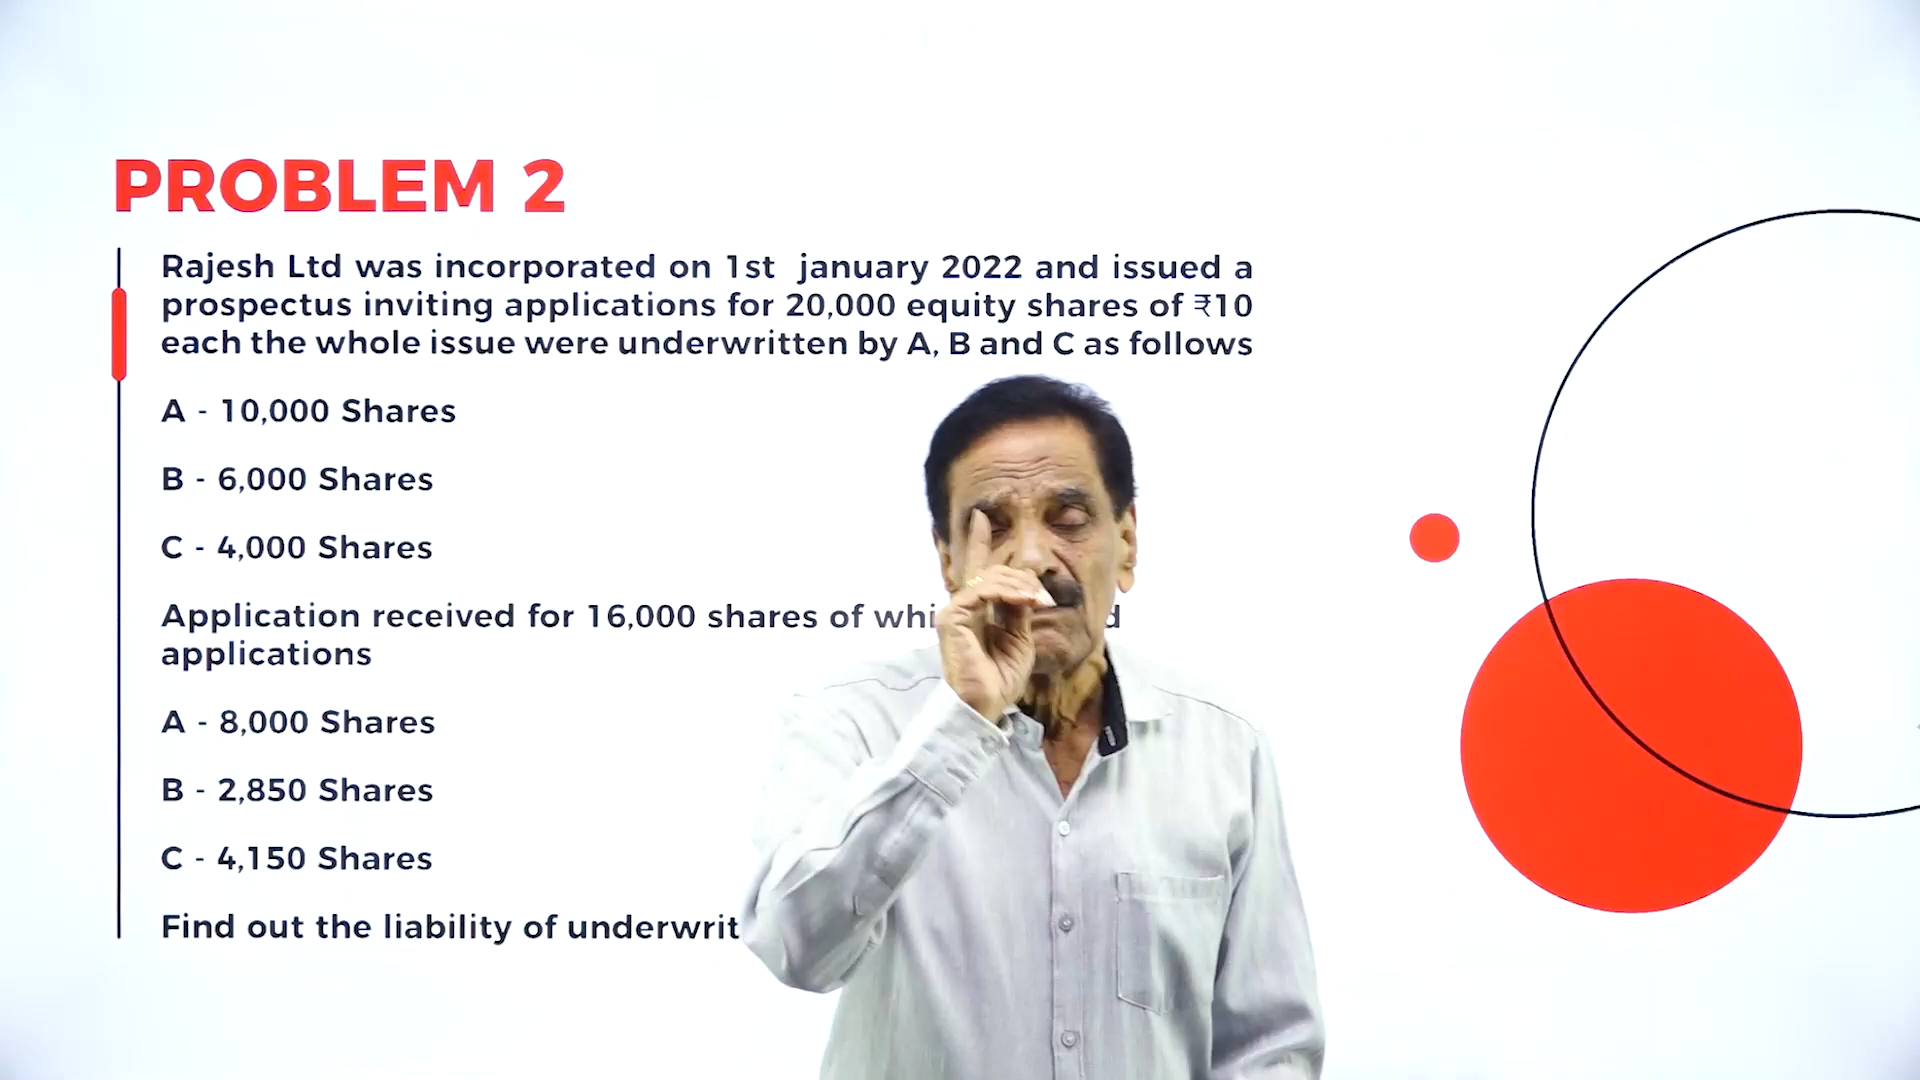 PROBLEM 2
Rajesh Ltd was incorporated on 1st january 2022 and issued a
prospectus inviting applications for 20,000 equity shares of ₹10
each the whole issue were underwritten by A, B and C as follows
A - 10,000 Shares
B - 6,000 Shares
C - 4,000 Shares
Application received for 16,000 shares of
applications
A - 8,000 Shares
B - 2,850 Shares
C - 4,150 Shares
Find out the liability of